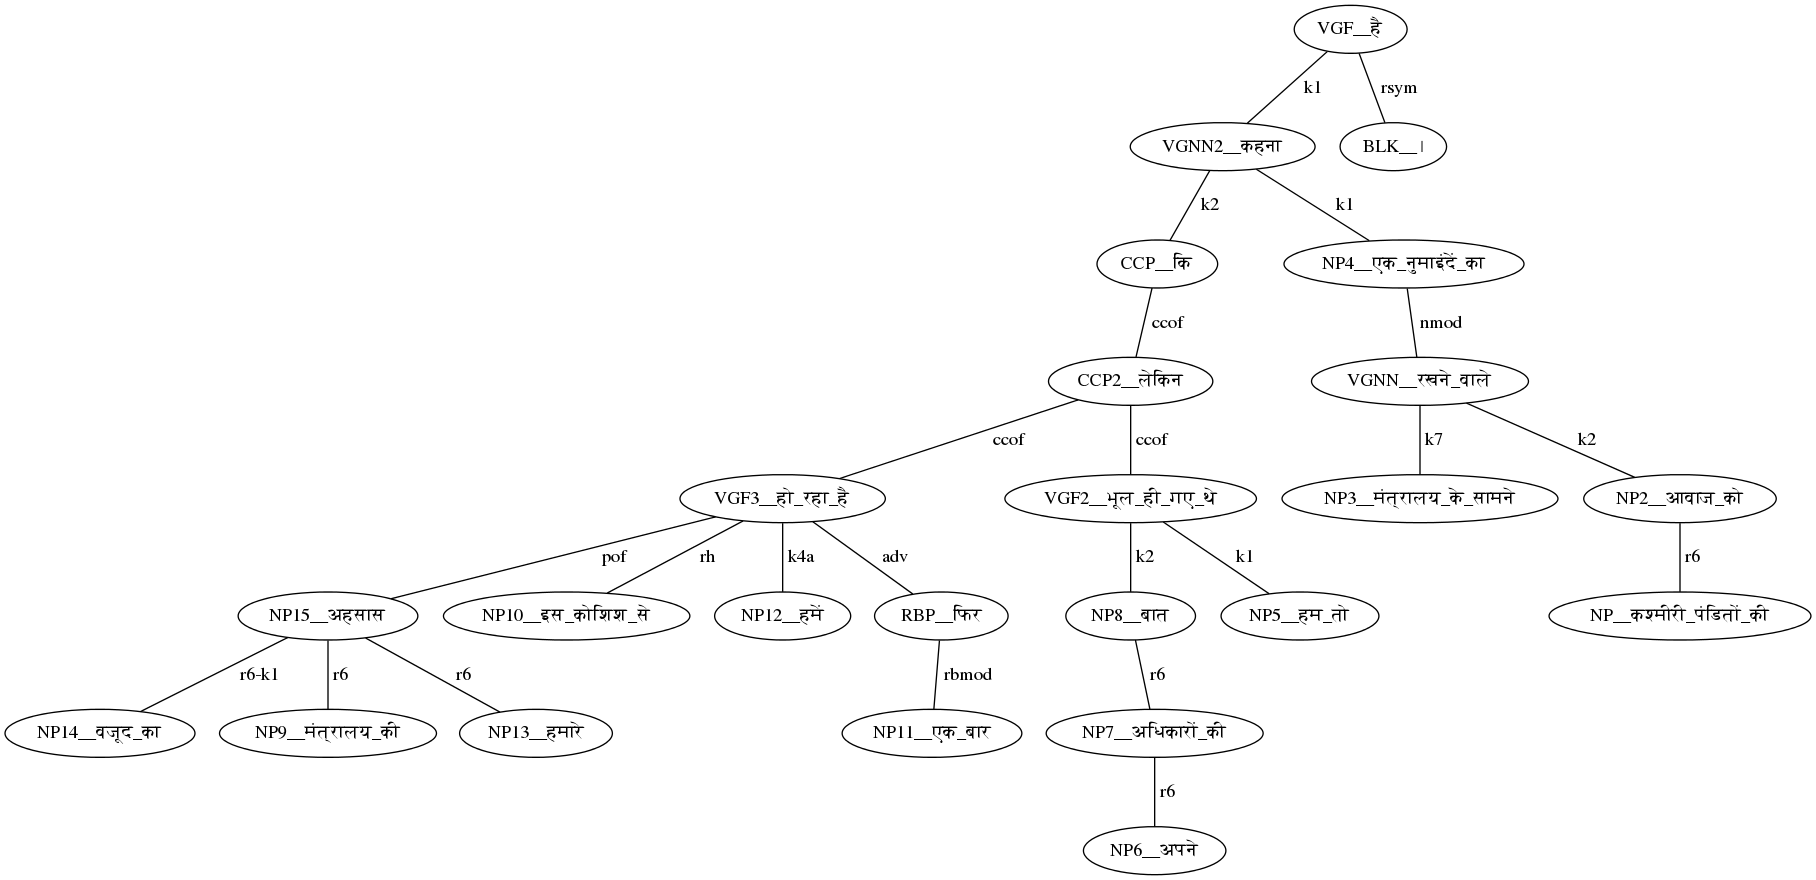 VGF__है
k1 rsym
VGNN2__कहना BLK__।
k2 k1
CCP__कि NP4__एक_नुमाइंदें_का
ccof nmod
CCP2__लेकिन VGNN__रखने_वाले
ccof ccof k7 k2
VGF3__हो_रहा_है VGF2__भूल_ही_गए_थे NP3__मंत्रालय_के_सामने NP2__आवाज_को
pof rh k4a adv k2 k1 r6
NP15__अहसास NP10__इस_कोशिश_से NP12__हमें RBP__फिर NP8__बात NP5__हम_तो NP__कश्मीरी_पंडितों_की
r6-k1 r6 r6 rbmod r6
NP14__वजूद_का NP9__मंत्रालय_की NP13__हमारे NP11__एक_बार NP7__अधिकारों_की
r6
NP6__अपने